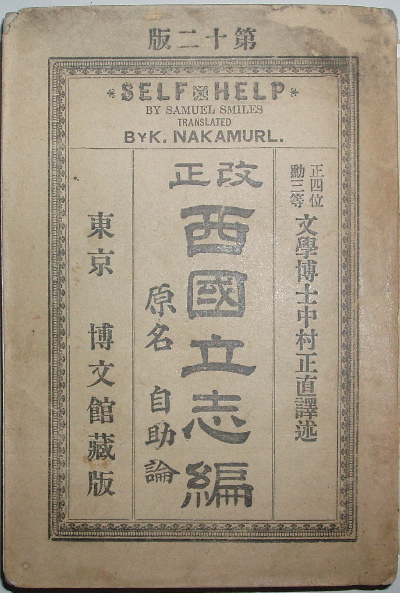 版二十第
SELF HELP
BY SAMUEL SMILES
TRANSLATED
BY K. NAKAMURL.
正四位
勳三等
文學博士中村正直譯述
正改
西國立志編
原名 自助論
東京 博文館藏版